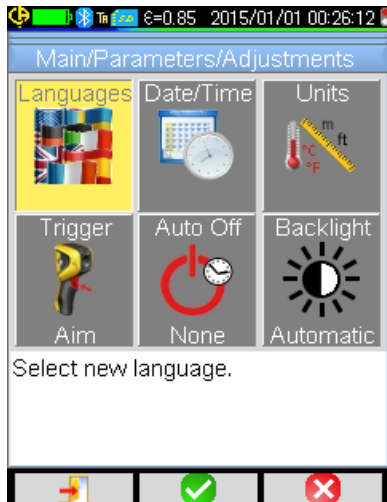 TR ε=0.85 2015/01/01 00:26:12
Main/Parameters/Adjustments
Languages Date/Time Units
m
ft
°C
°F
Trigger Auto Off Backlight
Aim None Automatic
Select new language.